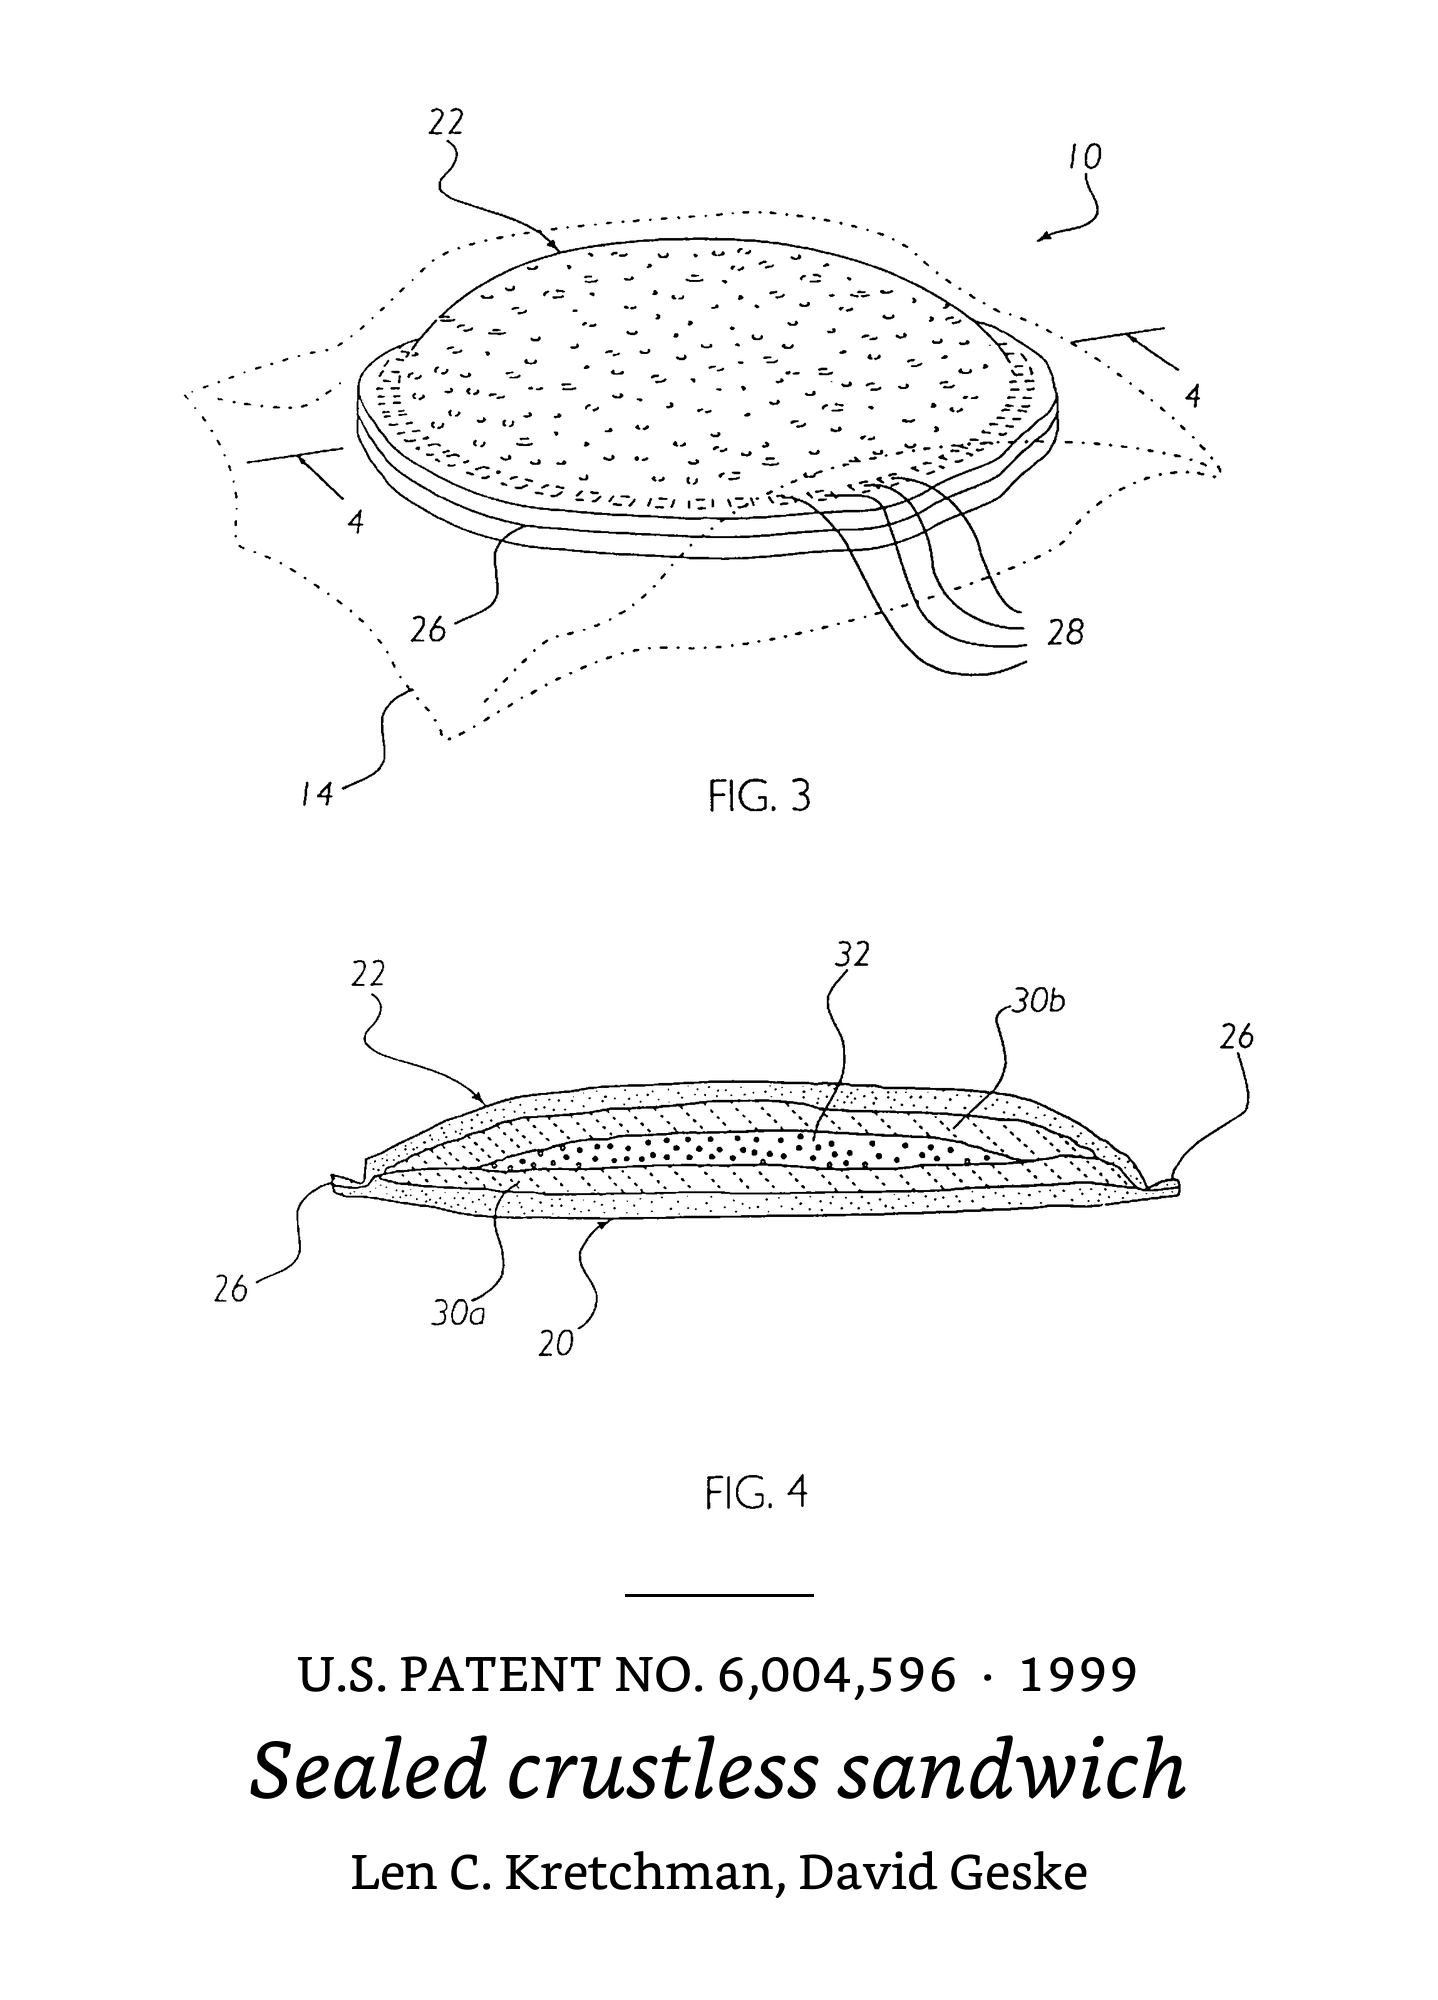 22
10
4
4
26
28
14
FIG. 3
32
22
30b
26
26
30a
20
FIG. 4
U.S. PATENT NO. 6,004,596 · 1999
Sealed crustless sandwich
Len C. Kretchman, David Geske